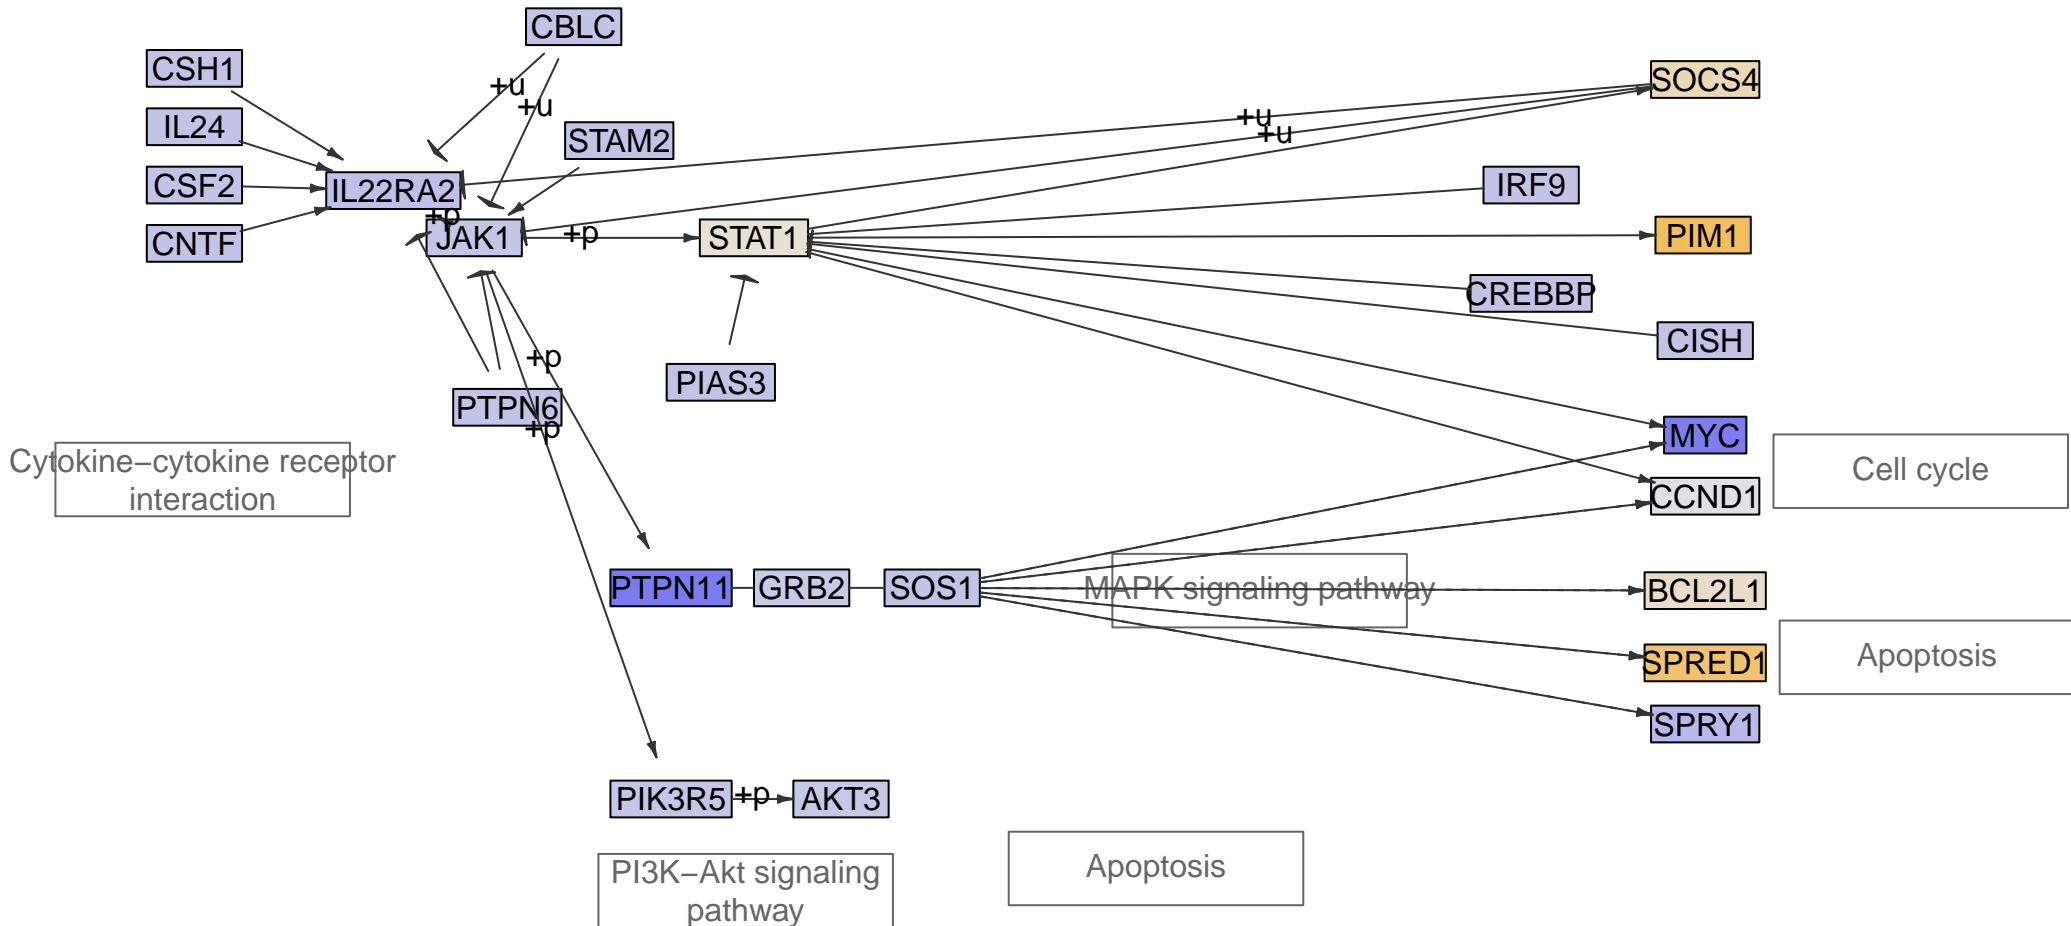 CBLC
CSH1
+u
SOCS4
+u
+u
IL24
STAM2
+u
CSF2
IL22RA2
IRF9
+p
CNTF
JAK1
+p
STAT1
PIM1
CREBBP
CISH
+p
PIAS3
PTPN6
+p
MYC
Cytokine–cytokine receptor
interaction
Cell cycle
CCND1
PTPN11
GRB2
SOS1
MAPK signaling pathway
BCL2L1
SPRED1
Apoptosis
SPRY1
PIK3R5
+p
AKT3
PI3K–Akt signaling
pathway
Apoptosis